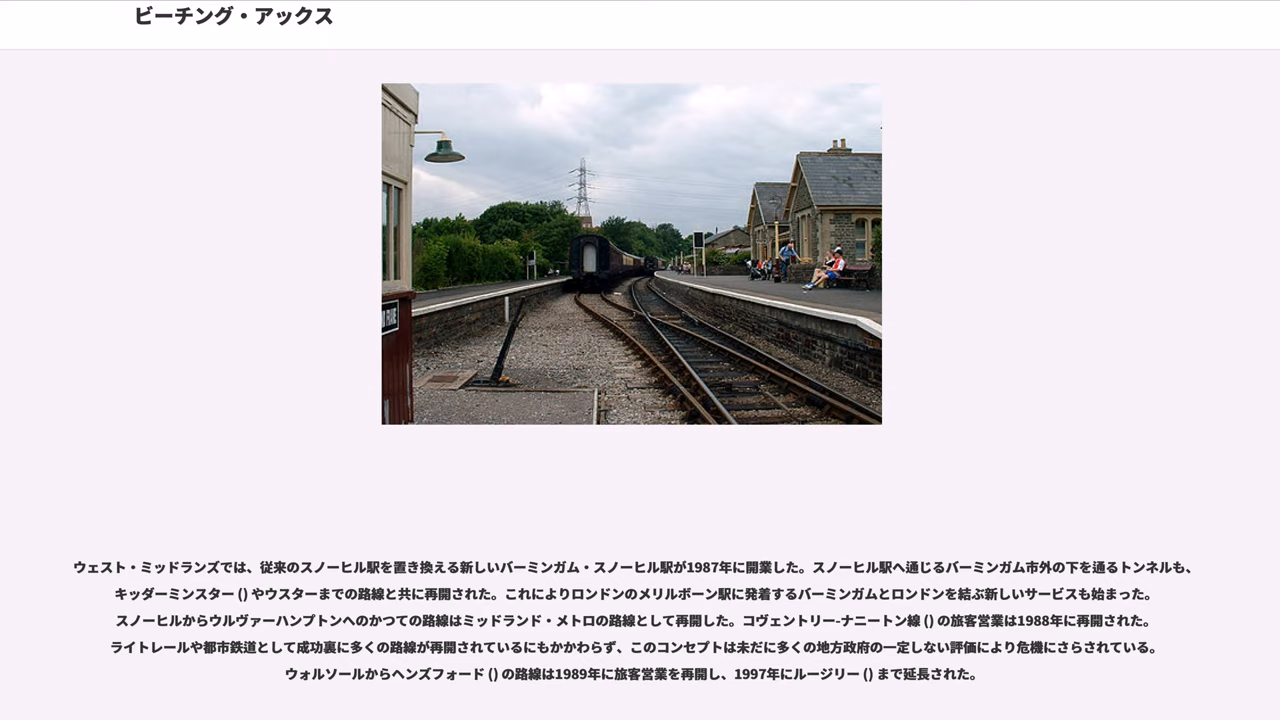 ビーチング・アックス
ウェスト・ミッドランズでは、従来のスノーヒル駅を置き換える新しいバーミンガム・スノーヒル駅が1987年に開業した。スノーヒル駅へ通じるバーミンガム市外の下を通るトンネルも、
キッダーミンスター () やウスターまでの路線と共に再開された。これによりロンドンのメリルボーン駅に発着するバーミンガムとロンドンを結ぶ新しいサービスも始まった。
スノーヒルからウルヴァーハンプトンへのかつての路線はミッドランド・メトロの路線として再開した。コヴェントリー-ナニートン線 () の旅客営業は1988年に再開された。
ライトレールや都市鉄道として成功裏に多くの路線が再開されているにもかかわらず、このコンセプトは未だに多くの地方政府の一定しない評価により危機にさらされている。
ウォルソールからヘンズフォード () の路線は1989年に旅客営業を再開し、1997年にルージリー () まで延長された。